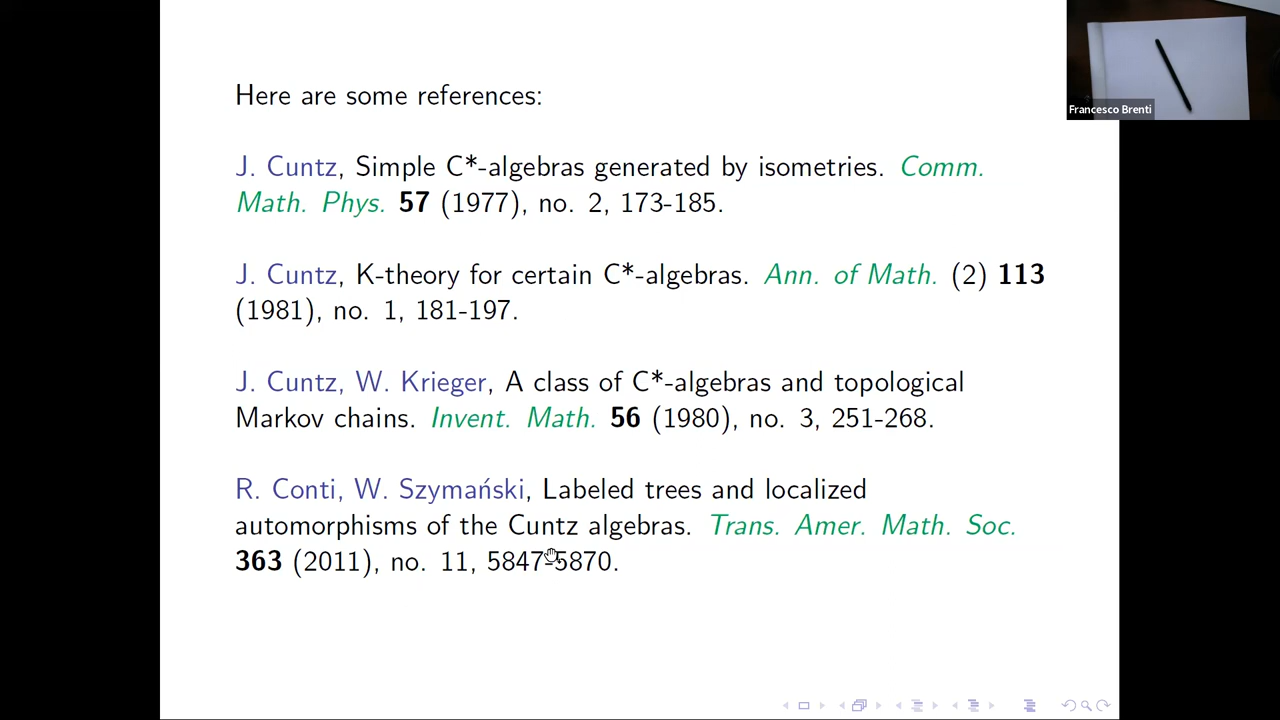 Here are some references:
J. Cuntz, Simple C*-algebras generated by isometries. Comm.
Math. Phys. 57 (1977), no. 2, 173-185.
J. Cuntz, K-theory for certain C*-algebras. Ann. of Math. (2) 113
(1981), no. 1, 181-197.
J. Cuntz, W. Krieger, A class of C*-algebras and topological
Markov chains. Invent. Math. 56 (1980), no. 3, 251-268.
R. Conti, W. Szymański, Labeled trees and localized
automorphisms of the Cuntz algebras. Trans. Amer. Math. Soc.
363 (2011), no. 11, 5847-5870.
Francesco Brenti